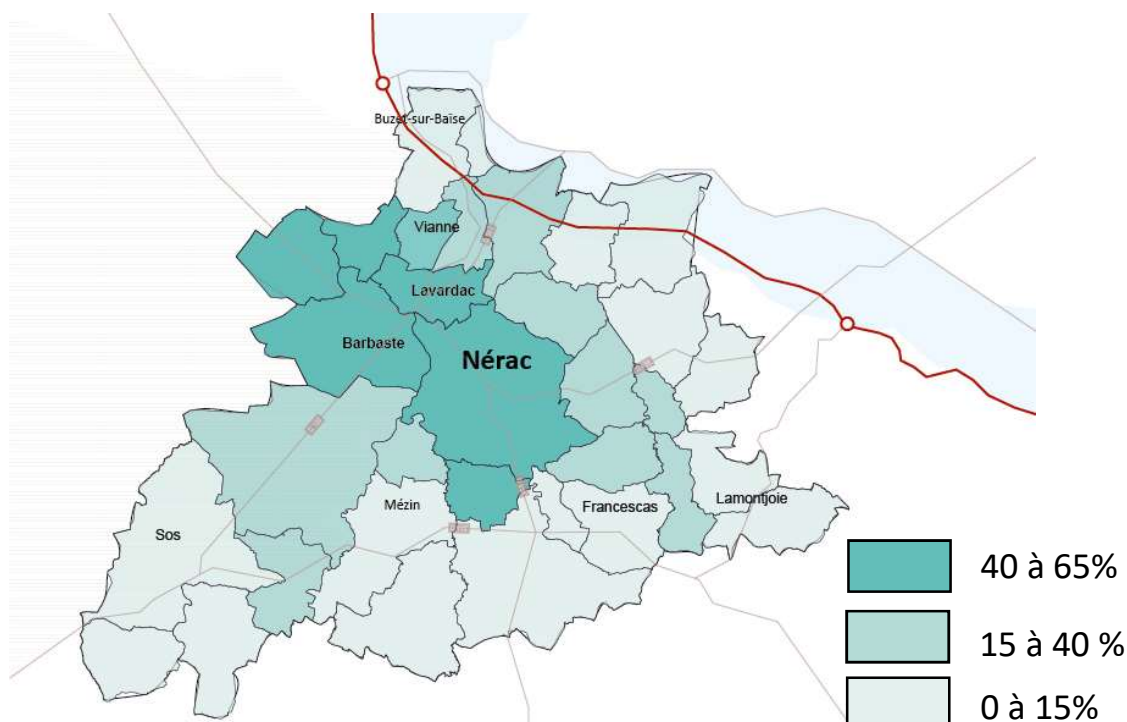 Buzet-sur-Baïse
Vianne
Lavardac
Barbaste
Nérac
Mézin
Francescas
Lamontjoie
Sos
40 à 65%
15 à 40 %
0 à 15%